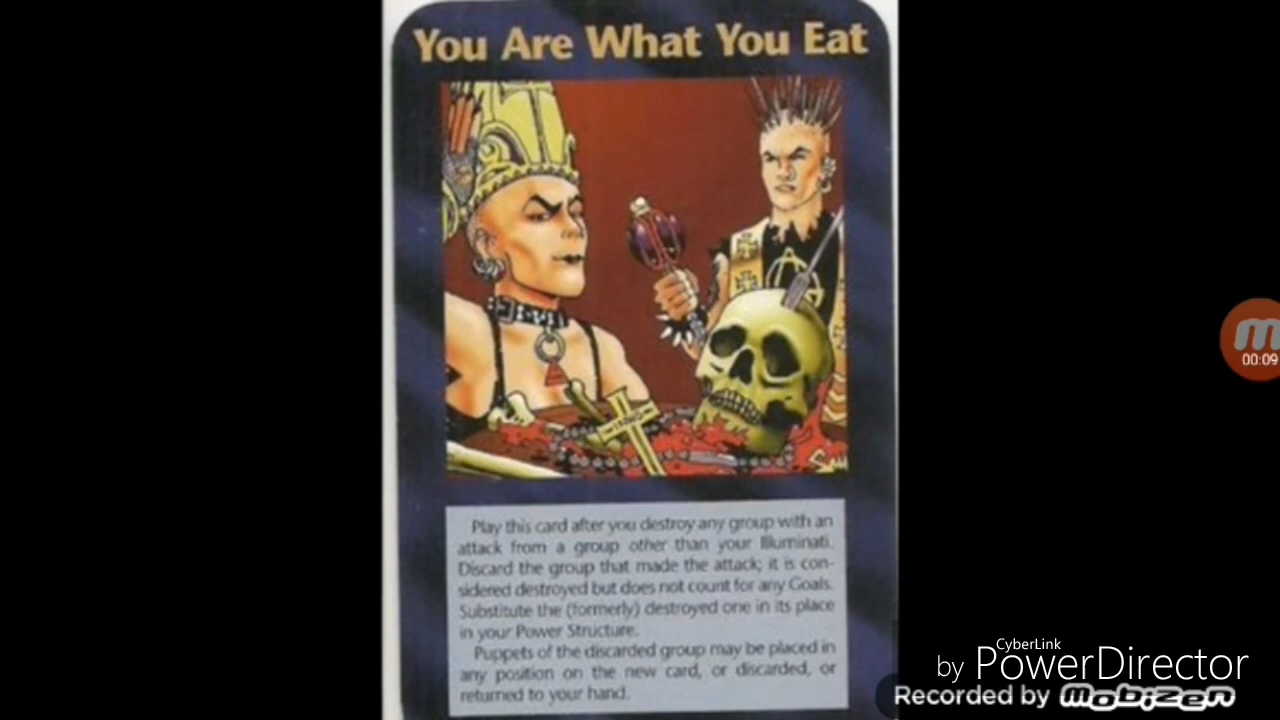 You Are What You Eat
Play this card after you destroy any group with an
attack from a group other than your Illuminati.
Discard the group that made the attack; it is con-
sidered destroyed but does not count for any Goals.
Substitute the (formerly) destroyed one in its place
in your Power Structure.
Puppets of the discarded group may be placed in
any position on the new card, or discarded, or
returned to your hand.
00:09
CyberLink
by PowerDirector
Recorded by mobizen